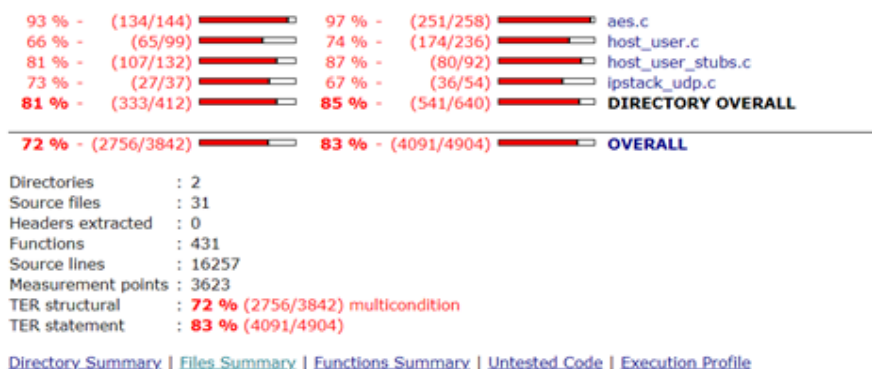 93 % - (134/144) 97 % - (251/258) aes.c
66 % - (65/99) 74 % - (174/236) host_user.c
81 % - (107/132) 87 % - (80/92) host_user_stubs.c
73 % - (27/37) 67 % - (36/54) ipstack_udp.c
81 % - (333/412) 85 % - (541/640) DIRECTORY OVERALL
72 % - (2756/3842) 83 % - (4091/4904) OVERALL
Directories : 2
Source files : 31
Headers extracted : 0
Functions : 431
Source lines : 16257
Measurement points : 3623
TER structural : 72 % (2756/3842) multicondition
TER statement : 83 % (4091/4904)
Directory Summary | Files Summary | Functions Summary | Untested Code | Execution Profile